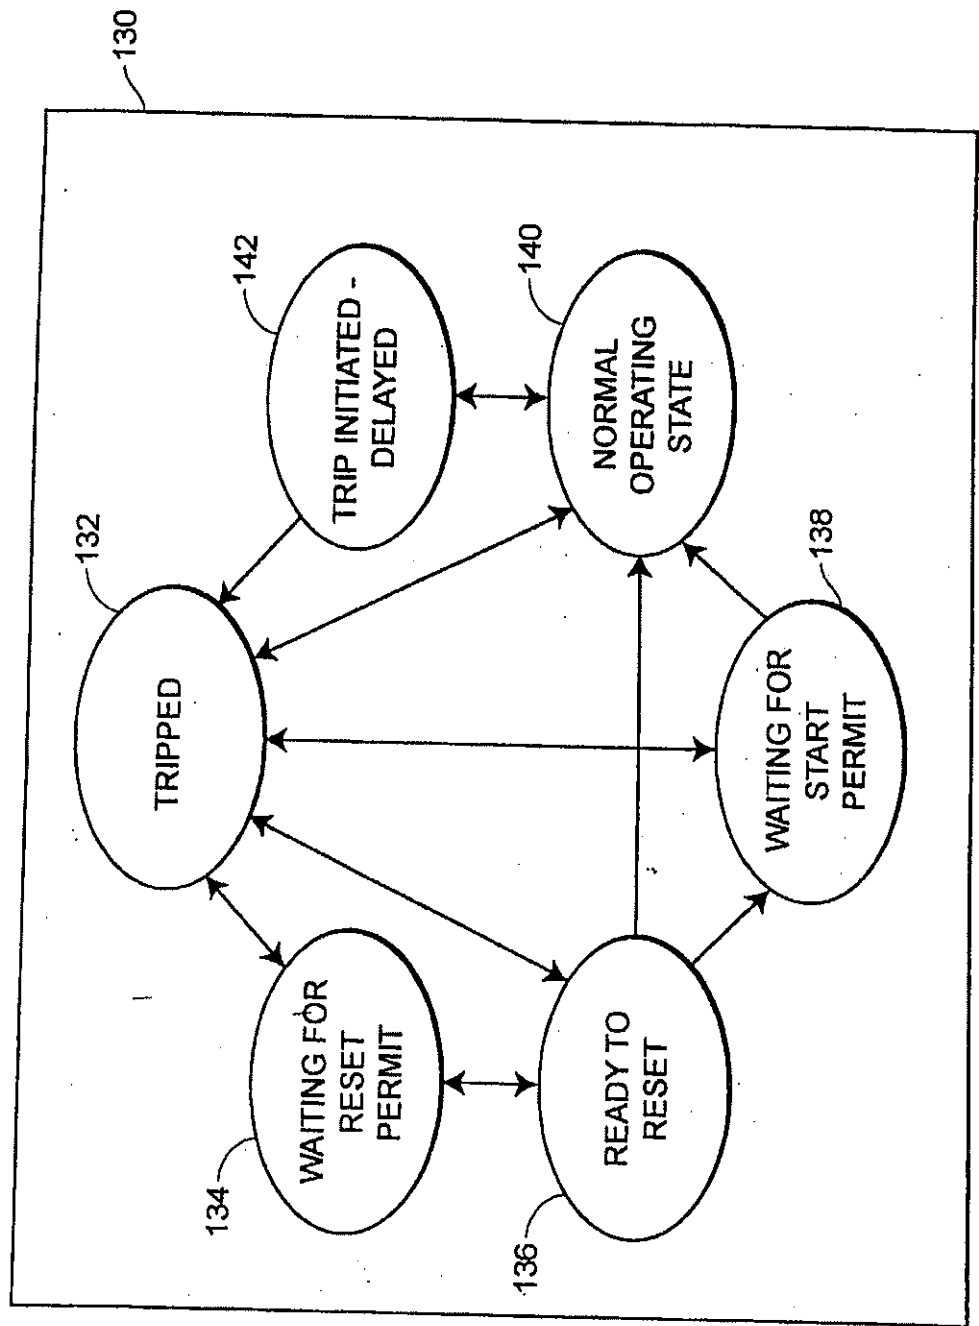 130
132
TRIPPED
142
TRIP INITIATED -
DELAYED
134
WAITING FOR
RESET
PERMIT
140
NORMAL
OPERATING
STATE
136
READY TO
RESET
138
WAITING FOR
START
PERMIT